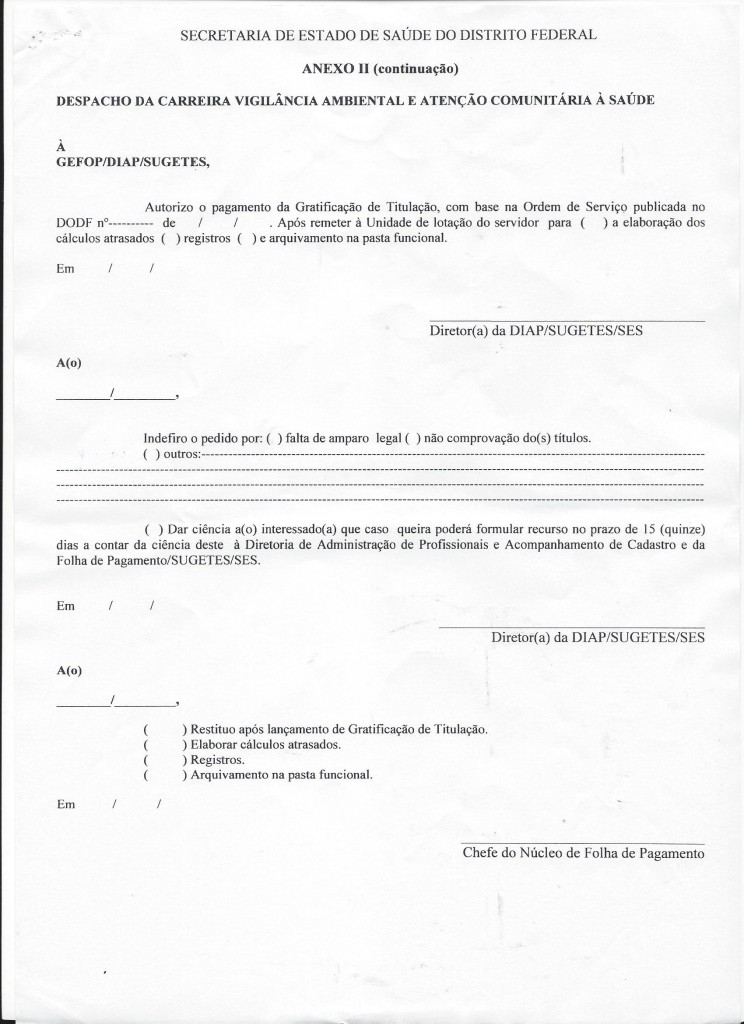 SECRETARIA DE ESTADO DE SAÚDE DO DISTRITO FEDERAL
ANEXO II (continuação)
DESPACHO DA CARREIRA VIGILÂNCIA AMBIENTAL E ATENÇÃO COMUNITÁRIA À SAÚDE
À
GEFOP/DIAP/SUGETES,
Autorizo o pagamento da Gratificação de Titulação, com base na Ordem de Serviço publicada no
DODF nº---------- de / / . Após remeter à Unidade de lotação do servidor para ( ) a elaboração dos
cálculos atrasados ( ) registros ( ) e arquivamento na pasta funcional.
Em / /
Diretor(a) da DIAP/SUGETES/SES
A(o)
_______/_________,
Indefiro o pedido por: ( ) falta de amparo legal ( ) não comprovação do(s) títulos.
( ) outros:-----------------------------------------------------------------------
( ) Dar ciência a(o) interessado(a) que caso queira poderá formular recurso no prazo de 15 (quinze)
dias a contar da ciência deste à Diretoria de Administração de Profissionais e Acompanhamento de Cadastro e da
Folha de Pagamento/SUGETES/SES.
Em / /
Diretor(a) da DIAP/SUGETES/SES
A(o)
_______/_________,
( ) Restituo após lançamento de Gratificação de Titulação.
( ) Elaborar cálculos atrasados.
( ) Registros.
( ) Arquivamento na pasta funcional.
Em / /
Chefe do Núcleo de Folha de Pagamento